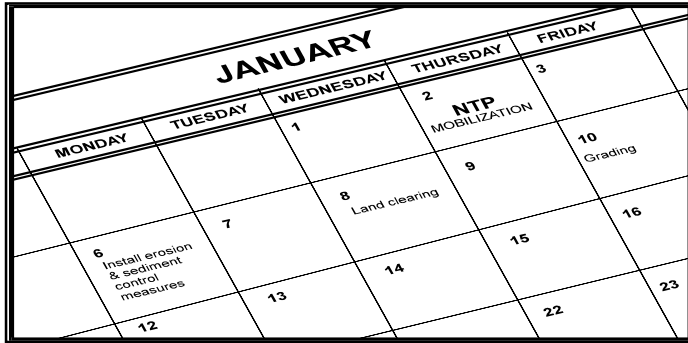 JANUARY
MONDAY
TUESDAY
WEDNESDAY
THURSDAY
FRIDAY
1
2
NTP
MOBILIZATION
3
6
Install erosion
& sediment
control
measures
7
8
Land clearing
9
10
Grading
12
13
14
15
16
22
23